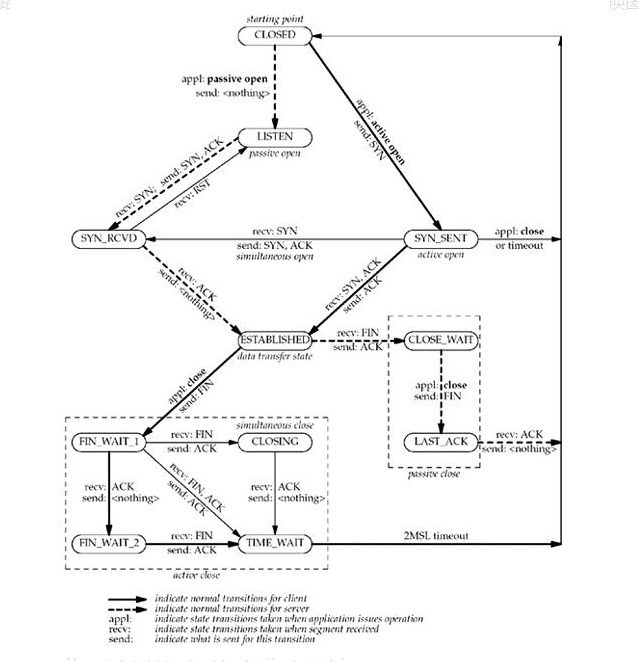 starting point
CLOSED
appl: passive open
send: <nothing>
appl: active open
send: SYN
LISTEN
passive open
recv: SYN; send: SYN, ACK
recv: RST
SYN_RCVD
recv: SYN
send: SYN, ACK
simultaneous open
SYN_SENT
active open
appl: close
or timeout
recv: ACK
send: <nothing>
recv: SYN, ACK
send: ACK
ESTABLISHED
data transfer state
recv: FIN
send: ACK
CLOSE_WAIT
appl: close
send: FIN
appl: close
send: FIN
LAST_ACK
recv: ACK
send: <nothing>
passive close
simultaneous close
FIN_WAIT_1
recv: FIN
send: ACK
CLOSING
recv: ACK
send: <nothing>
recv: FIN, ACK
send: ACK
recv: ACK
send: <nothing>
FIN_WAIT_2
recv: FIN
send: ACK
TIME_WAIT
2MSL timeout
active close
indicate normal transitions for client
indicate normal transitions for server
appl: indicate state transitions taken when application issues operation
recv: indicate state transitions taken when segment received
send: indicate what is sent for this transition